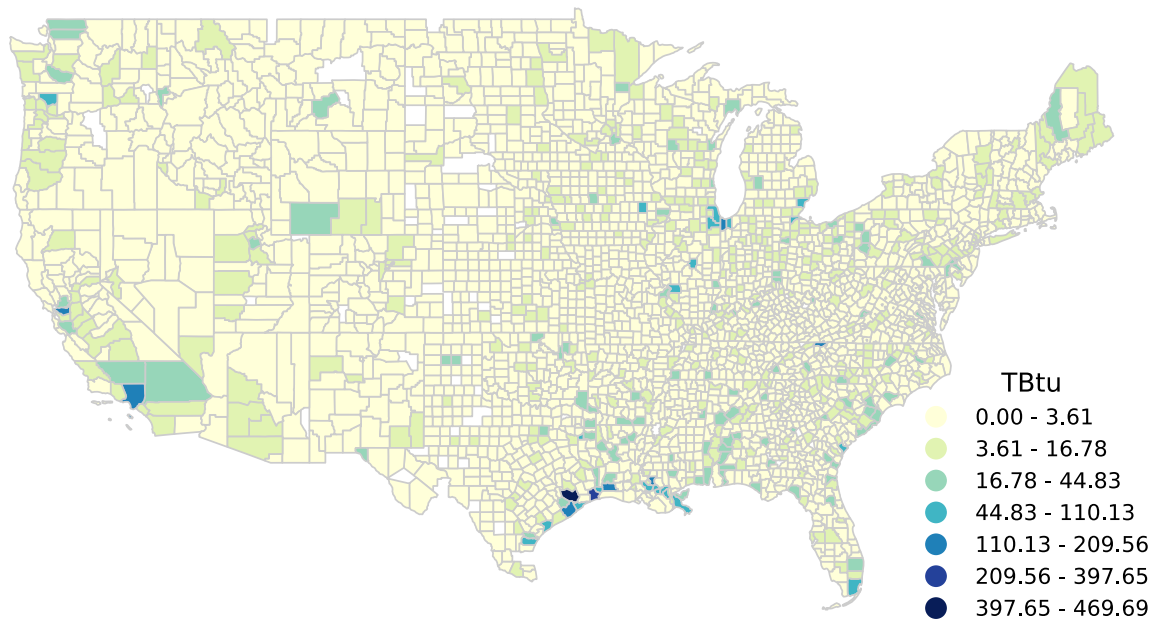 TBtu
0.00 - 3.61
3.61 - 16.78
16.78 - 44.83
44.83 - 110.13
110.13 - 209.56
209.56 - 397.65
397.65 - 469.69